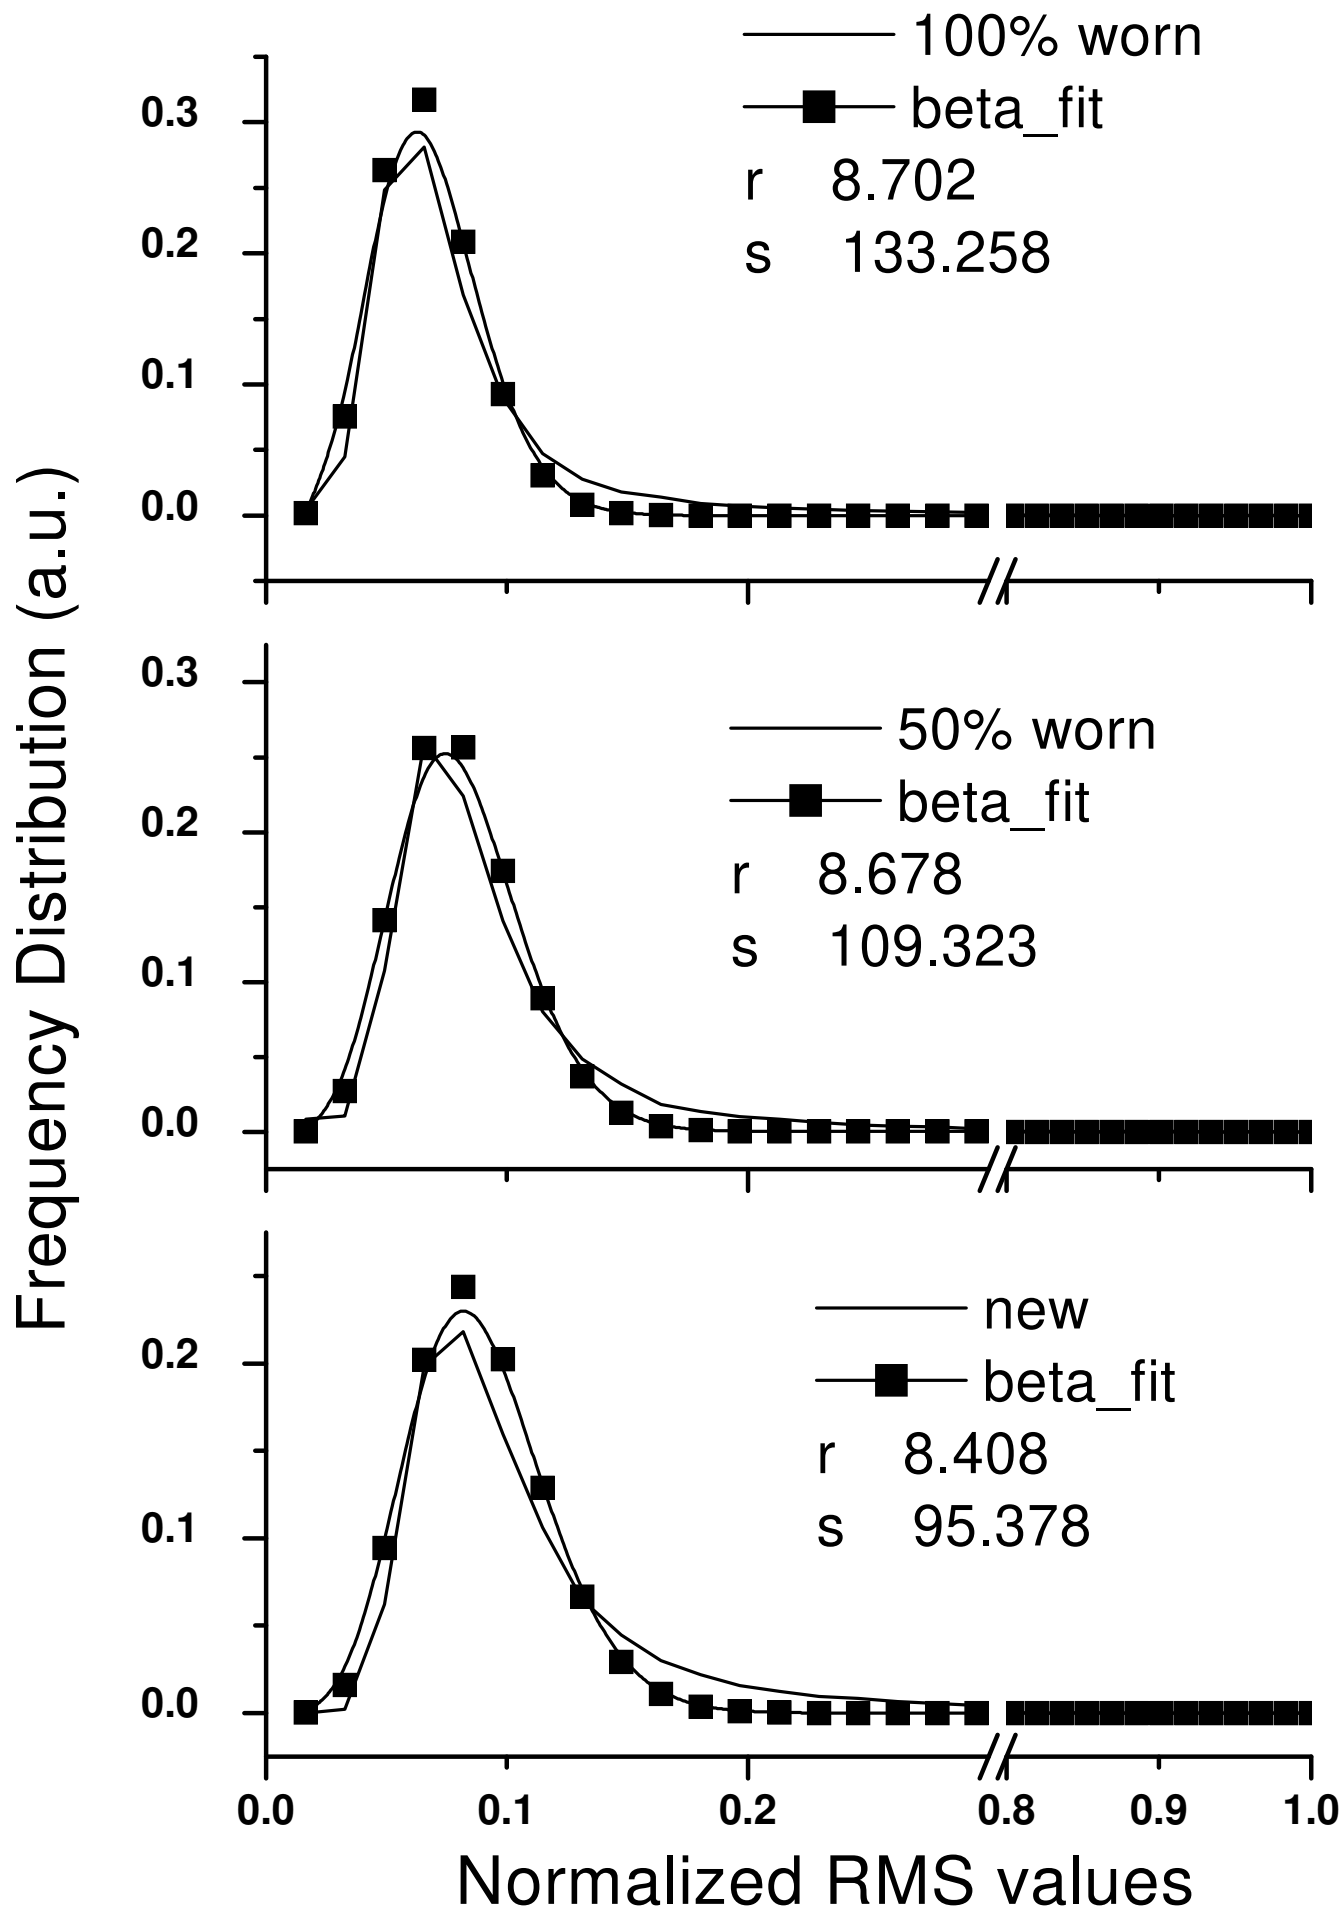 100% worn
beta_fit
r 8.702
s 133.258
0.3
0.2
0.1
0.0
50% worn
beta_fit
r 8.678
s 109.323
0.3
0.2
0.1
0.0
new
beta_fit
r 8.408
s 95.378
0.2
0.1
0.0
0.0 0.1 0.2 0.8 0.9 1.0
Normalized RMS values
Frequency Distribution (a.u.)